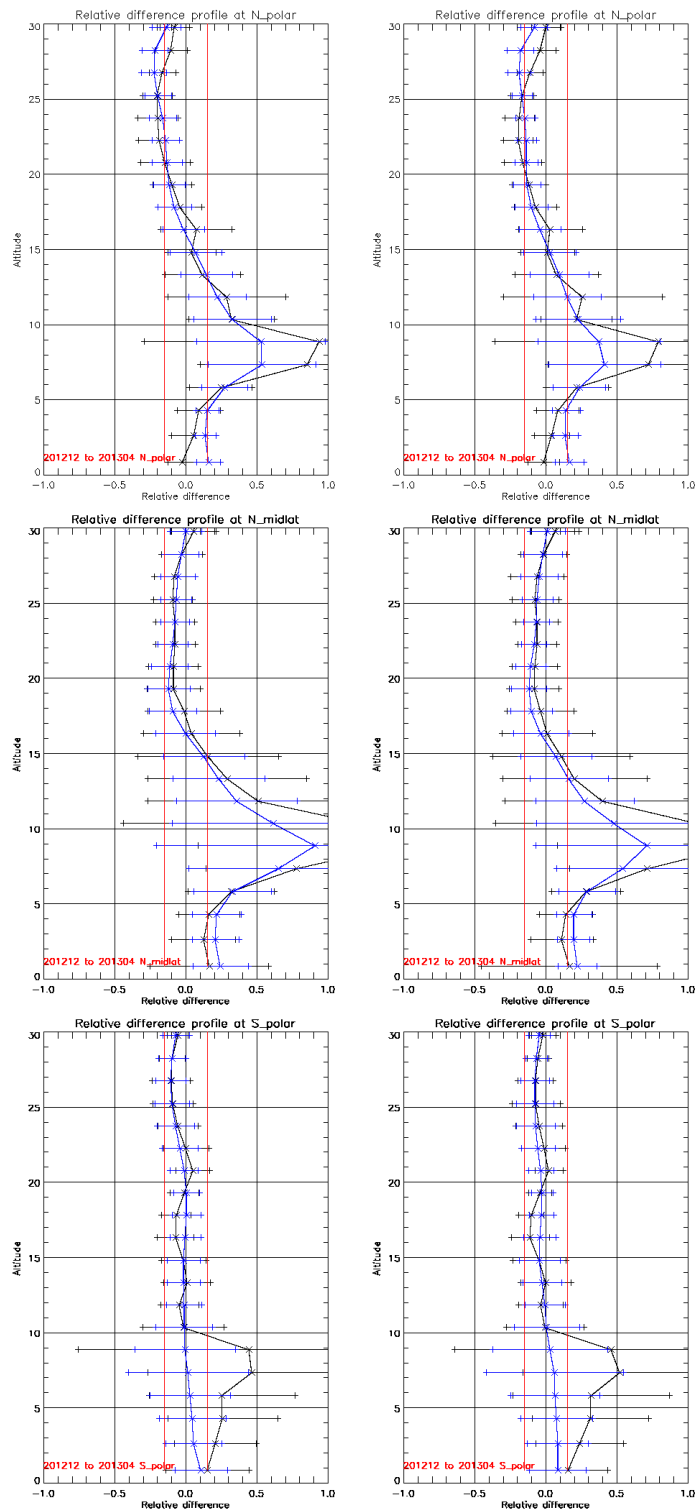 Relative difference profile at N_polar
Relative difference profile at N_polar
30
25
20
15
10
5
0
Altitude
201212 to 201304 N_polar
-1.0 -0.5 0.0 0.5 1.0
Relative difference
30
25
20
15
10
5
0
Altitude
201212 to 201304 N_polar
-1.0 -0.5 0.0 0.5 1.0
Relative difference
Relative difference profile at N_midlat
Relative difference profile at N_midlat
30
25
20
15
10
5
0
Altitude
201212 to 201304 N_midlat
-1.0 -0.5 0.0 0.5 1.0
Relative difference
30
25
20
15
10
5
0
Altitude
201212 to 201304 N_midlat
-1.0 -0.5 0.0 0.5 1.0
Relative difference
Relative difference profile at S_polar
Relative difference profile at S_polar
30
25
20
15
10
5
0
Altitude
201212 to 201304 S_polar
-1.0 -0.5 0.0 0.5 1.0
Relative difference
30
25
20
15
10
5
0
Altitude
201212 to 201304 S_polar
-1.0 -0.5 0.0 0.5 1.0
Relative difference